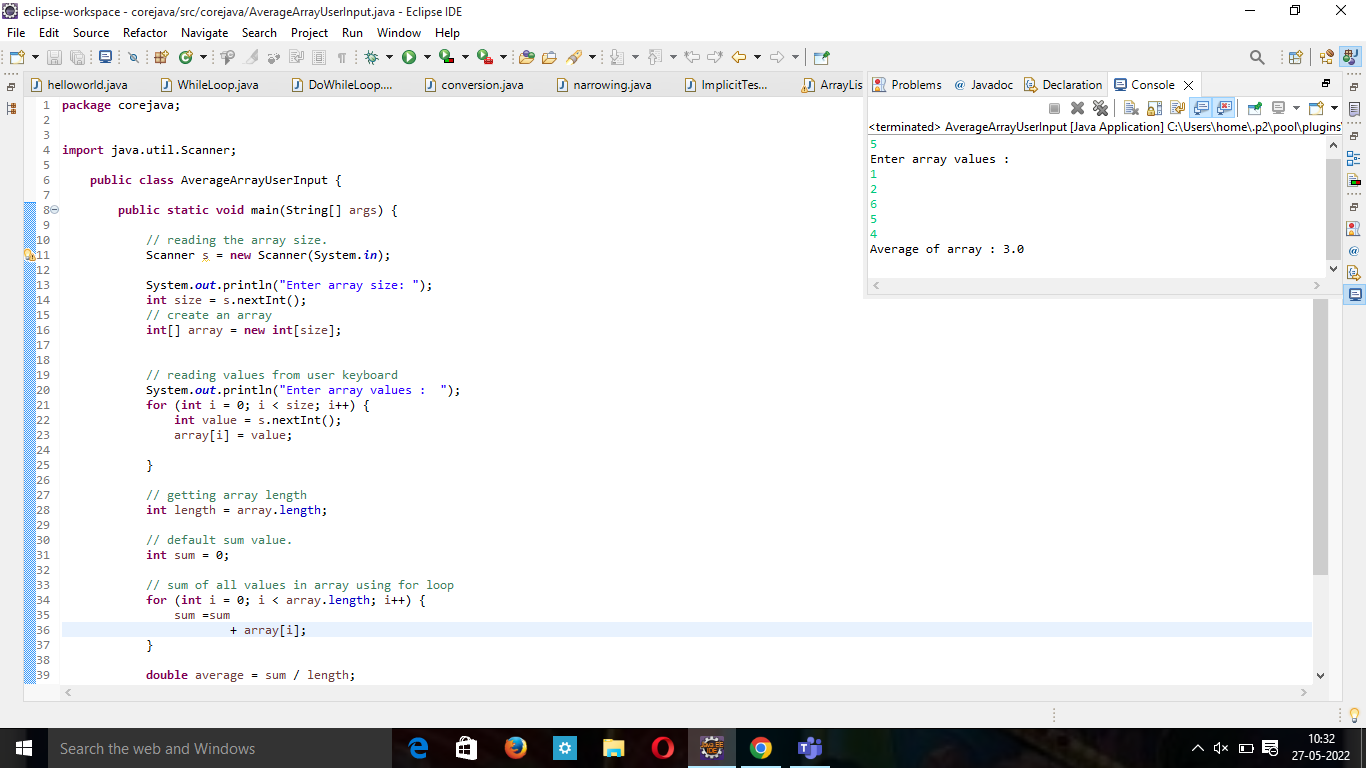 eclipse-workspace - corejava/src/corejava/AverageArrayUserInput.java - Eclipse IDE
File Edit Source Refactor Navigate Search Project Run Window Help
helloworld.java WhileLoop.java DoWhileLoop.... conversion.java narrowing.java ImplicitTes... ArrayLis
Problems @ Javadoc Declaration Console
<terminated> AverageArrayUserInput [Java Application] C:\Users\home\.p2\pool\plugins
5
Enter array values :
1
2
6
5
4
Average of array : 3.0
1 package corejava;
2
3
4 import java.util.Scanner;
5
6 public class AverageArrayUserInput {
7
8 public static void main(String[] args) {
9
10 // reading the array size.
11 Scanner s = new Scanner(System.in);
12
13 System.out.println("Enter array size: ");
14 int size = s.nextInt();
15 // create an array
16 int[] array = new int[size];
17
18
19 // reading values from user keyboard
20 System.out.println("Enter array values :  ");
21 for (int i = 0; i < size; i++) {
22 int value = s.nextInt();
23 array[i] = value;
24
25 }
26
27 // getting array length
28 int length = array.length;
29
30 // default sum value.
31 int sum = 0;
32
33 // sum of all values in array using for loop
34 for (int i = 0; i < array.length; i++) {
35 sum =sum
36 + array[i];
37 }
38
39 double average = sum / length;
Search the web and Windows
10:32
27-05-2022